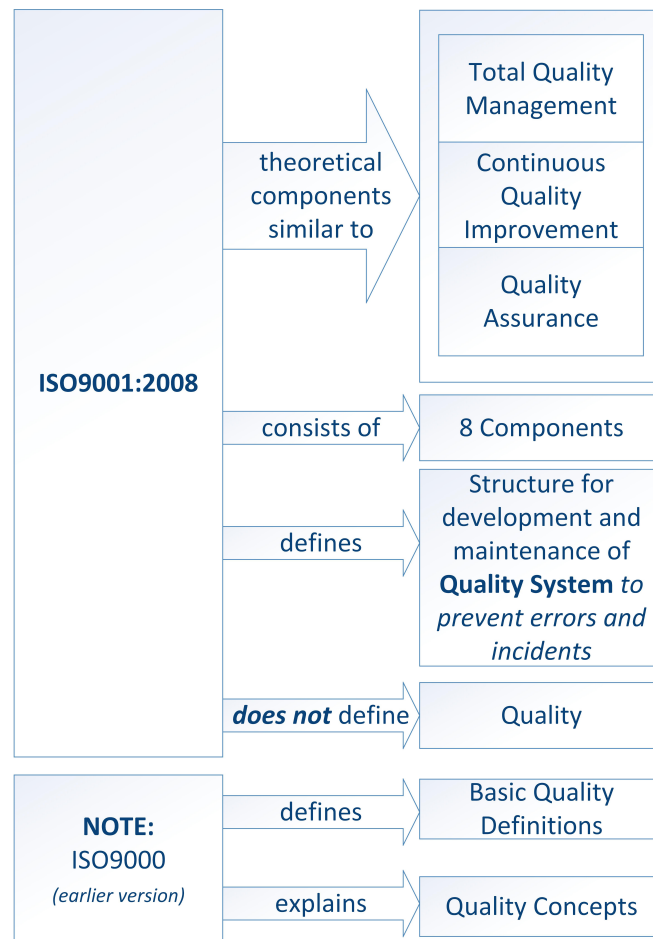 ISO9001:2008
theoretical
components
similar to
Total Quality
Management
Continuous
Quality
Improvement
Quality
Assurance
consists of
8 Components
defines
Structure for
development and
maintenance of
Quality System to
prevent errors and
incidents
does not define
Quality
NOTE:
ISO9000
(earlier version)
defines
Basic Quality
Definitions
explains
Quality Concepts